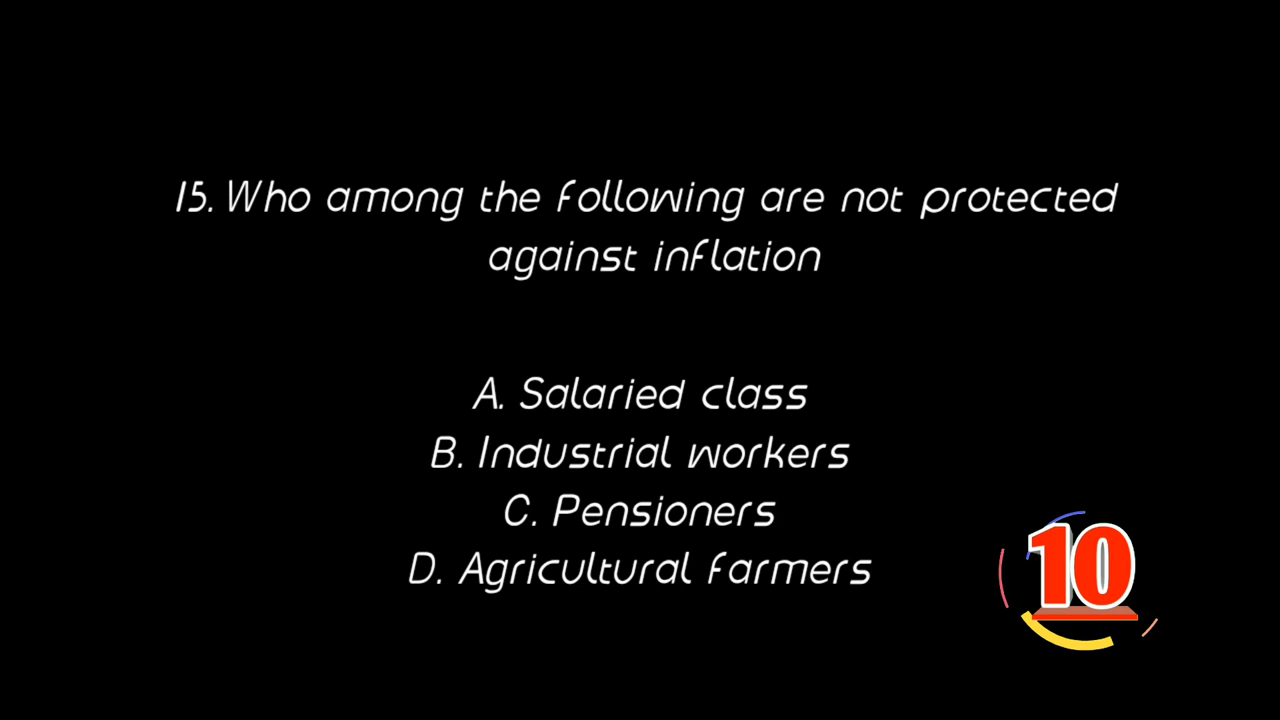 15. Who among the following are not protected
against inflation
A. Salaried class
B. Industrial workers
C. Pensioners
D. Agricultural farmers
10